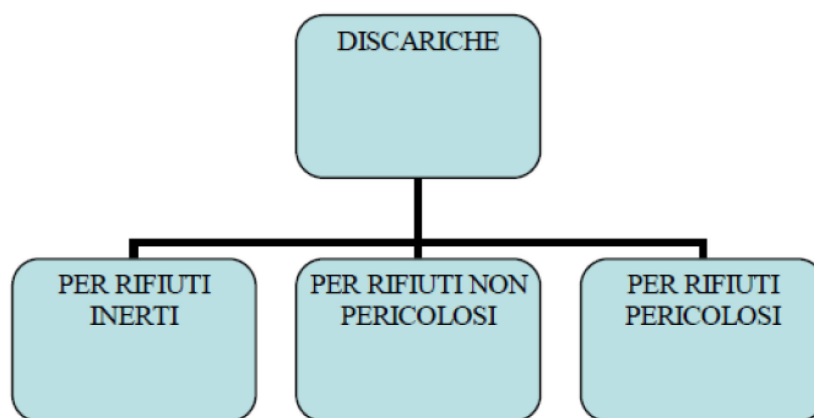 DISCARICHE
PER RIFIUTI
INERTI
PER RIFIUTI NON
PERICOLOSI
PER RIFIUTI
PERICOLOSI